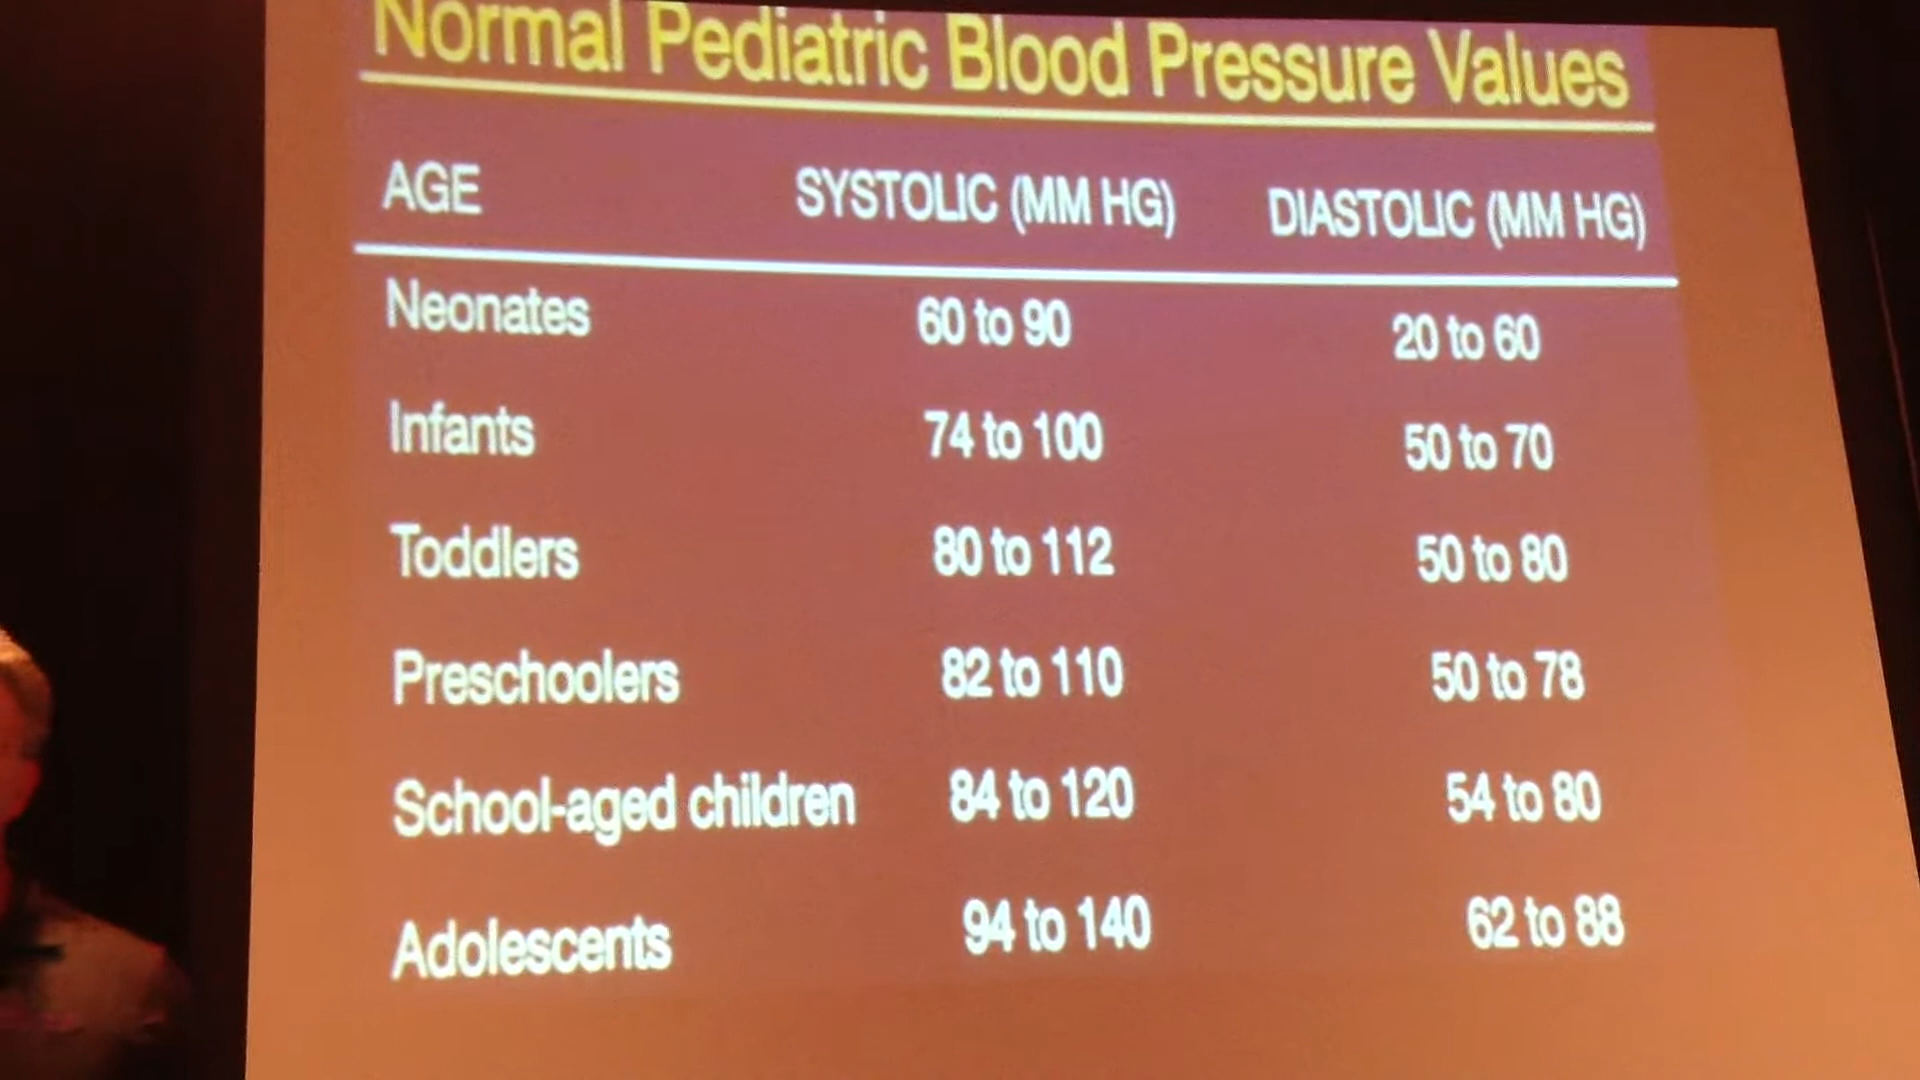 Normal Pediatric Blood Pressure Values
AGE SYSTOLIC (MM HG) DIASTOLIC (MM HG)
Neonates 60 to 90 20 to 60
Infants 74 to 100 50 to 70
Toddlers 80 to 112 50 to 80
Preschoolers 82 to 110 50 to 78
School-aged children 84 to 120 54 to 80
Adolescents 94 to 140 62 to 88